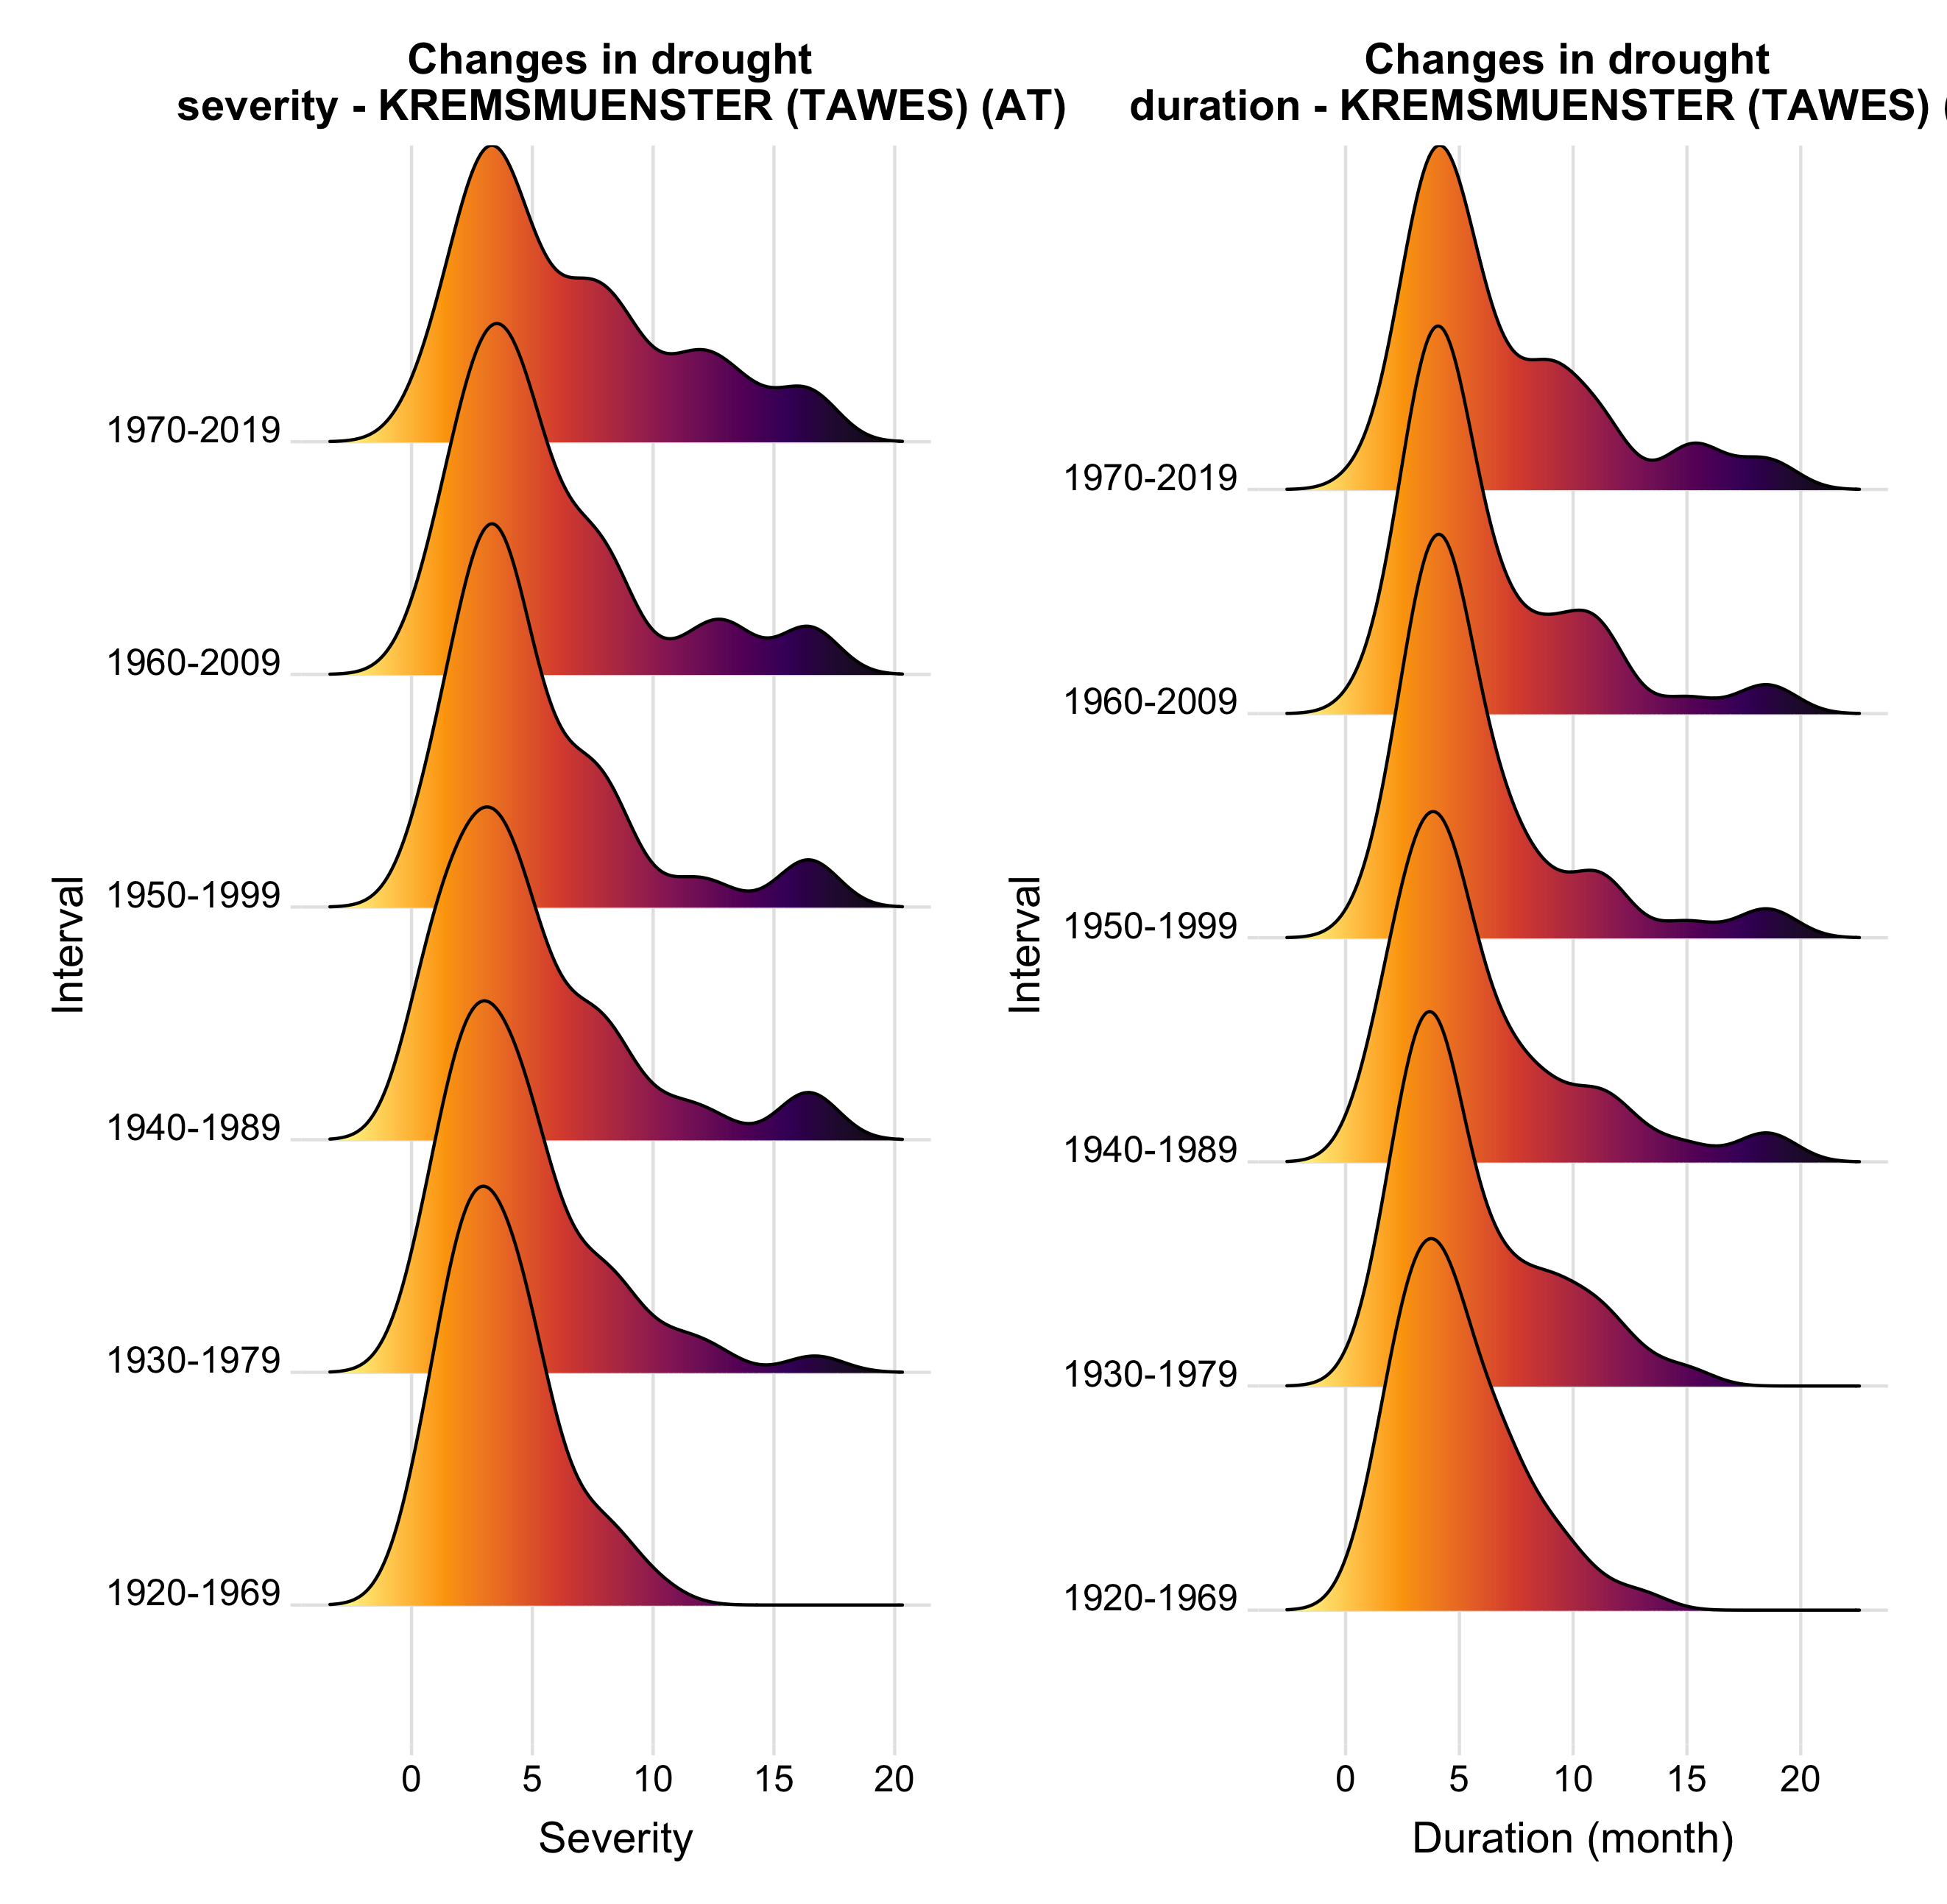 Changes in drought
severity - KREMSMUENSTER (TAWES) (AT)
1970-2019
1960-2009
1950-1999
1940-1989
1930-1979
1920-1969
Interval
0 5 10 15 20
Severity
Changes in drought
duration - KREMSMUENSTER (TAWES) (
1970-2019
1960-2009
1950-1999
1940-1989
1930-1979
1920-1969
Interval
0 5 10 15 20
Duration (month)